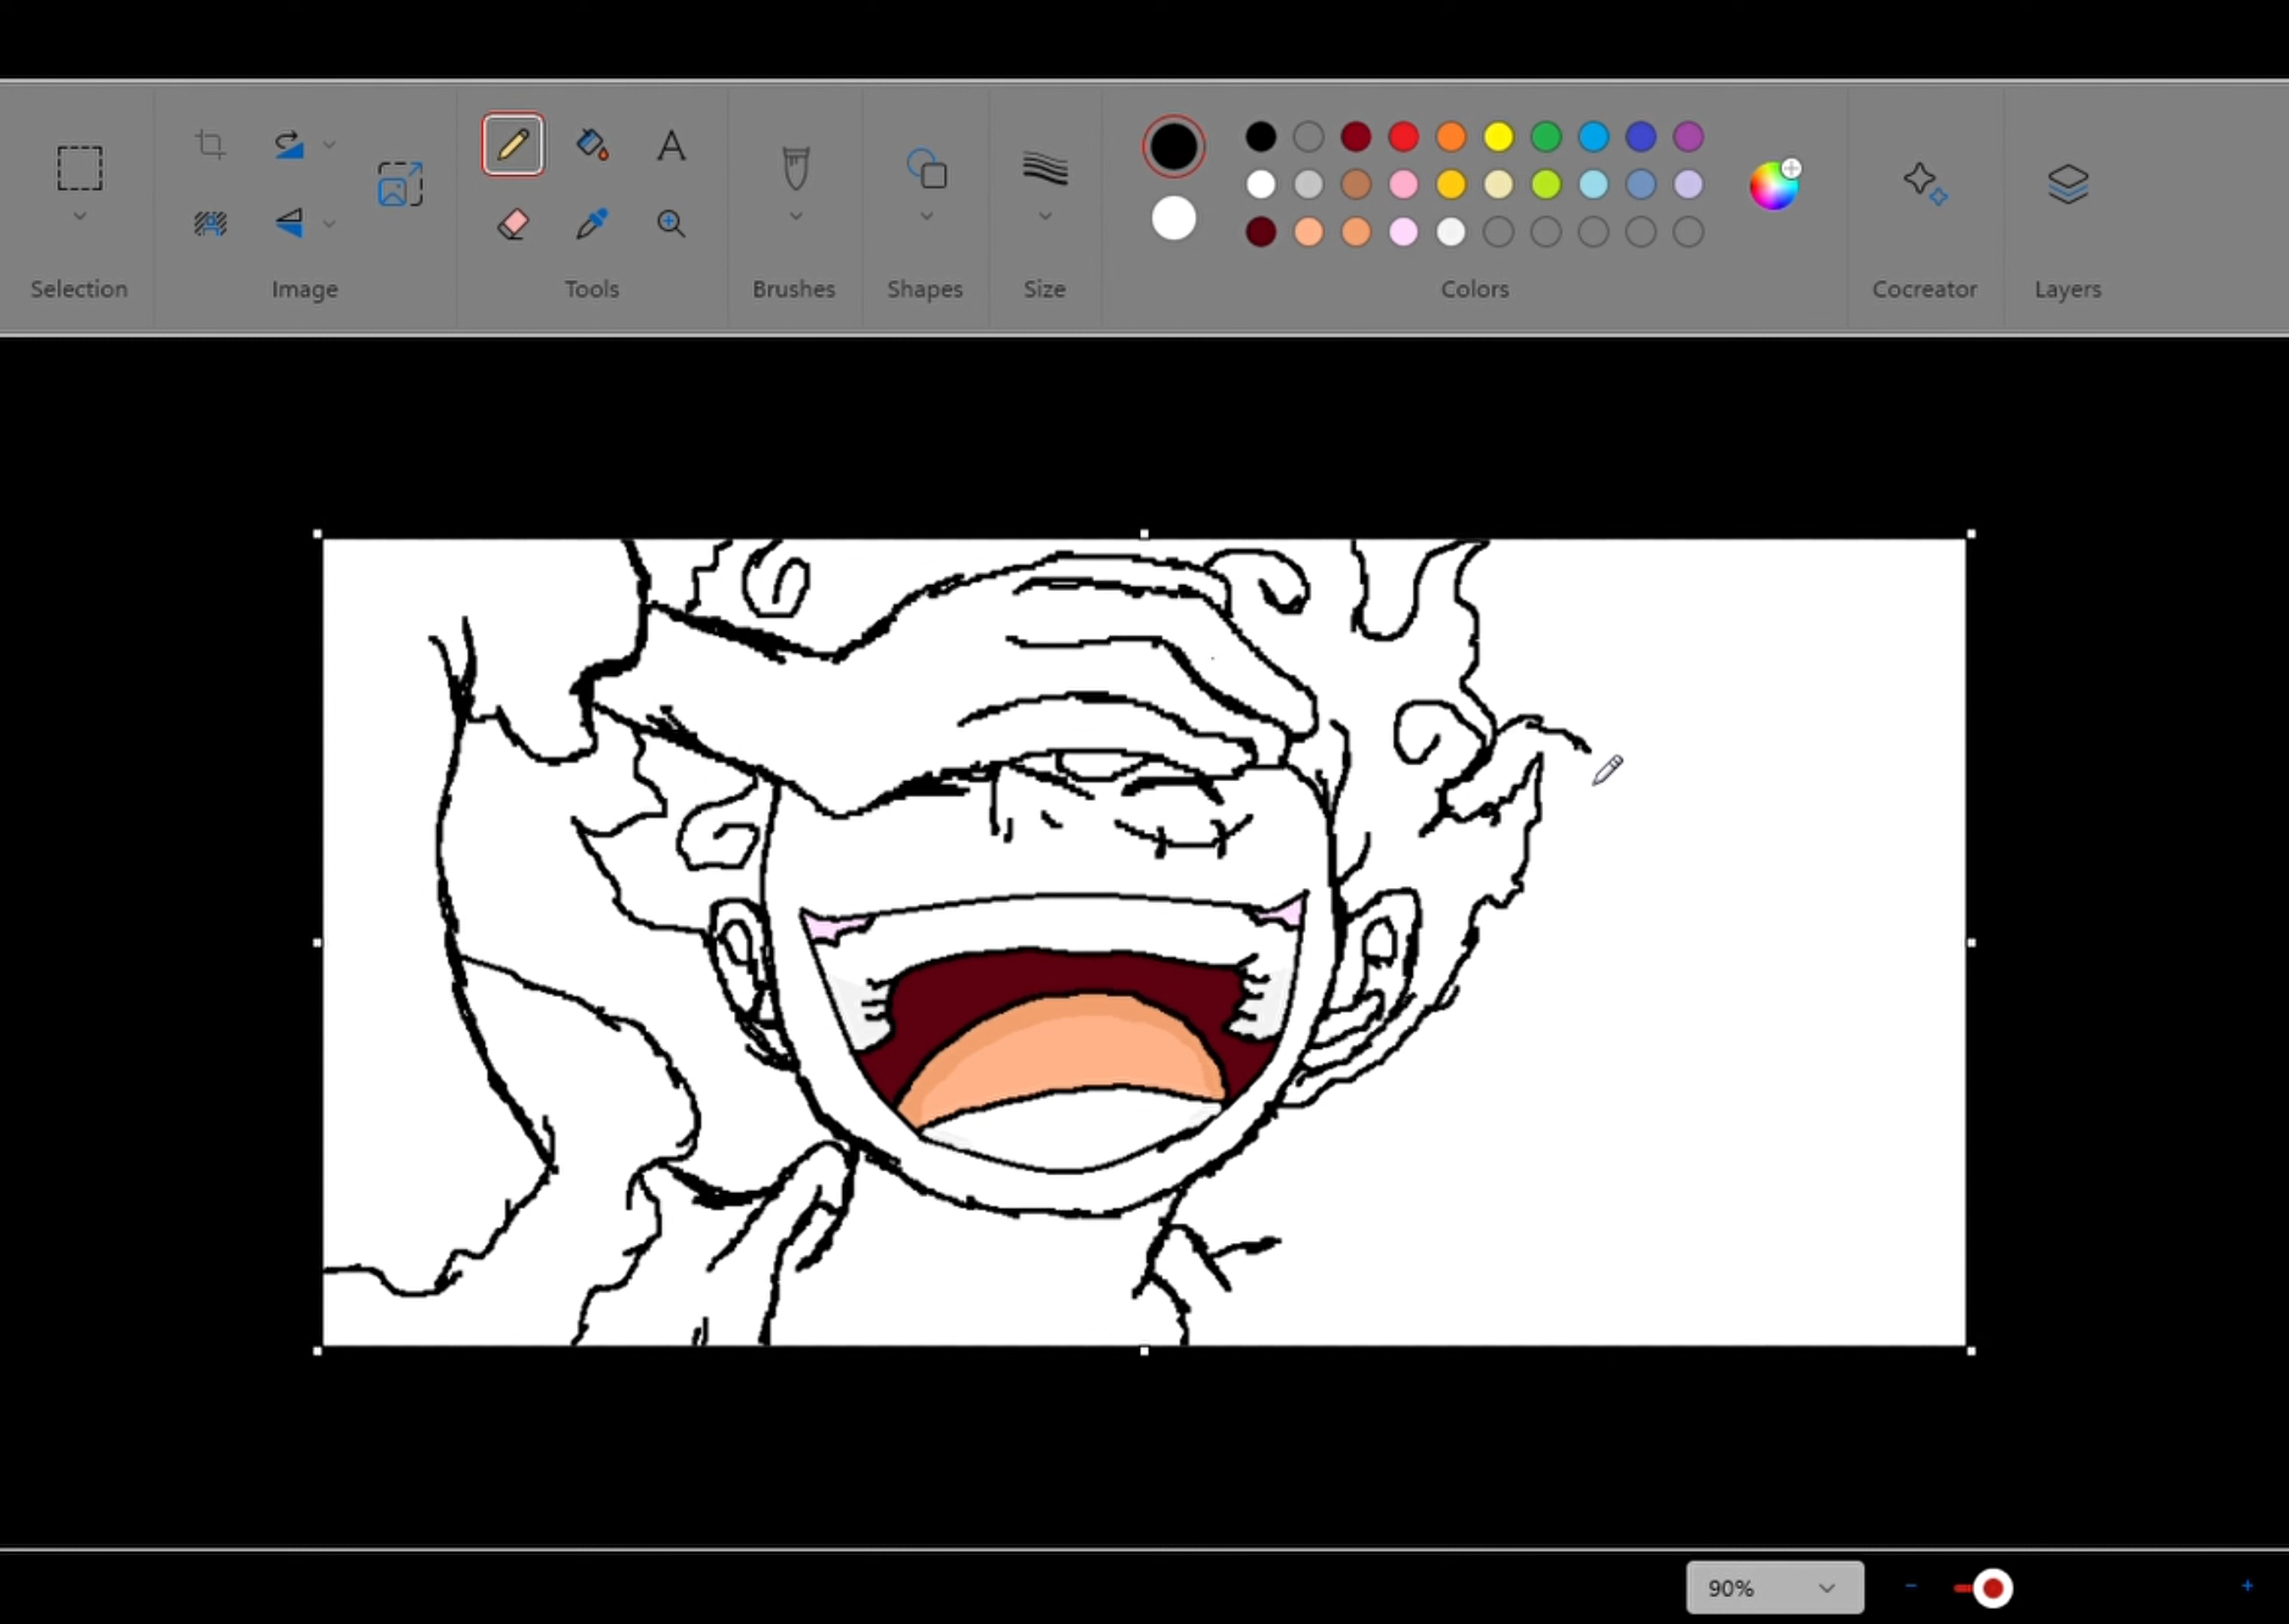 Selection
Image
Tools
Brushes
Shapes
Size
Colors
Cocreator
Layers
90%